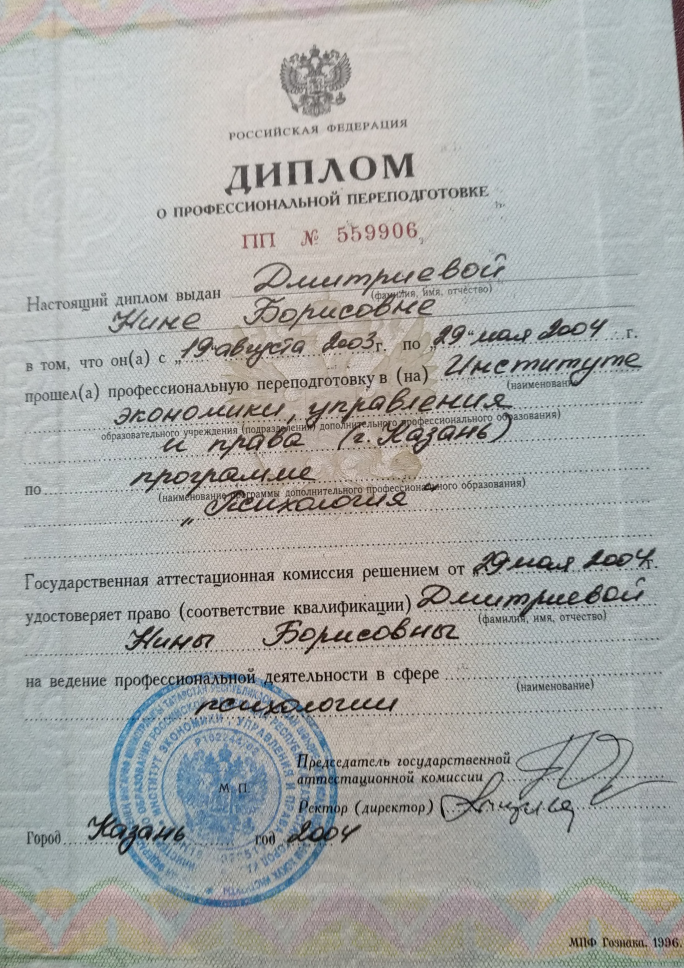 РОССИЙСКАЯ ФЕДЕРАЦИЯ
ДИПЛОМ
О ПРОФЕССИОНАЛЬНОЙ ПЕРЕПОДГОТОВКЕ
ПП № 559906
Настоящий диплом выдан Дмитриевой
(фамилия, имя, отчество)
Нине Борисовне
в том, что он(а) с „19“ августа 2003 г. по „29“ мая 2004 г.
прошел(а) профессиональную переподготовку в (на) Институте
(наименование
экономики, управления
образовательного учреждения (подразделения) дополнительного профессионального образования)
и права (г. Казань)
по программе
(наименование программы дополнительного профессионального образования)
„Психология“
Государственная аттестационная комиссия решением от „29 мая 2004 г.
удостоверяет право (соответствие квалификации) Дмитриевой
(фамилия, имя, отчество)
Нины Борисовны
на ведение профессиональной деятельности в сфере
(наименование)
психологии
Председатель государственной
аттестационной комиссии
М П
Ректор (директор)
Город Казань год 2004
МПФ Гознака. 1996.